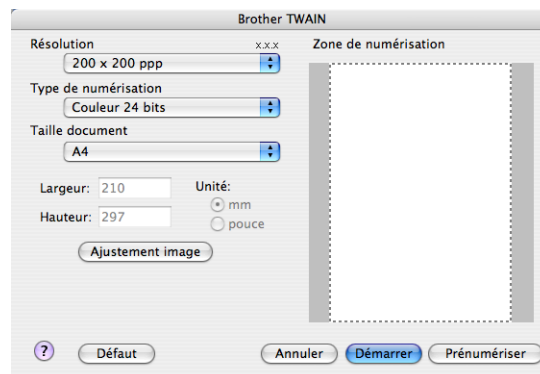 Brother TWAIN
Résolution
x.x.x
200 x 200 ppp
Type de numérisation
Couleur 24 bits
Taille document
A4
Largeur: 210
Hauteur: 297
Unité:
mm
pouce
Ajustement image
Zone de numérisation
?
Défaut
Annuler
Démarrer
Prénumériser